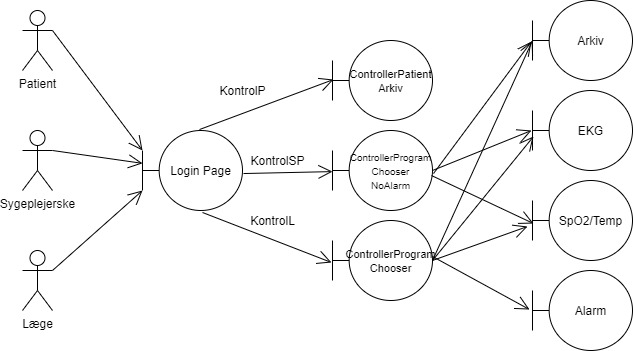 Patient
Sygeplejerske
Læge
Login Page
KontrolP
KontrolSP
KontrolL
ControllerPatient
Arkiv
ControllerProgram
Chooser
NoAlarm
ControllerProgram
Chooser
Arkiv
EKG
SpO2/Temp
Alarm